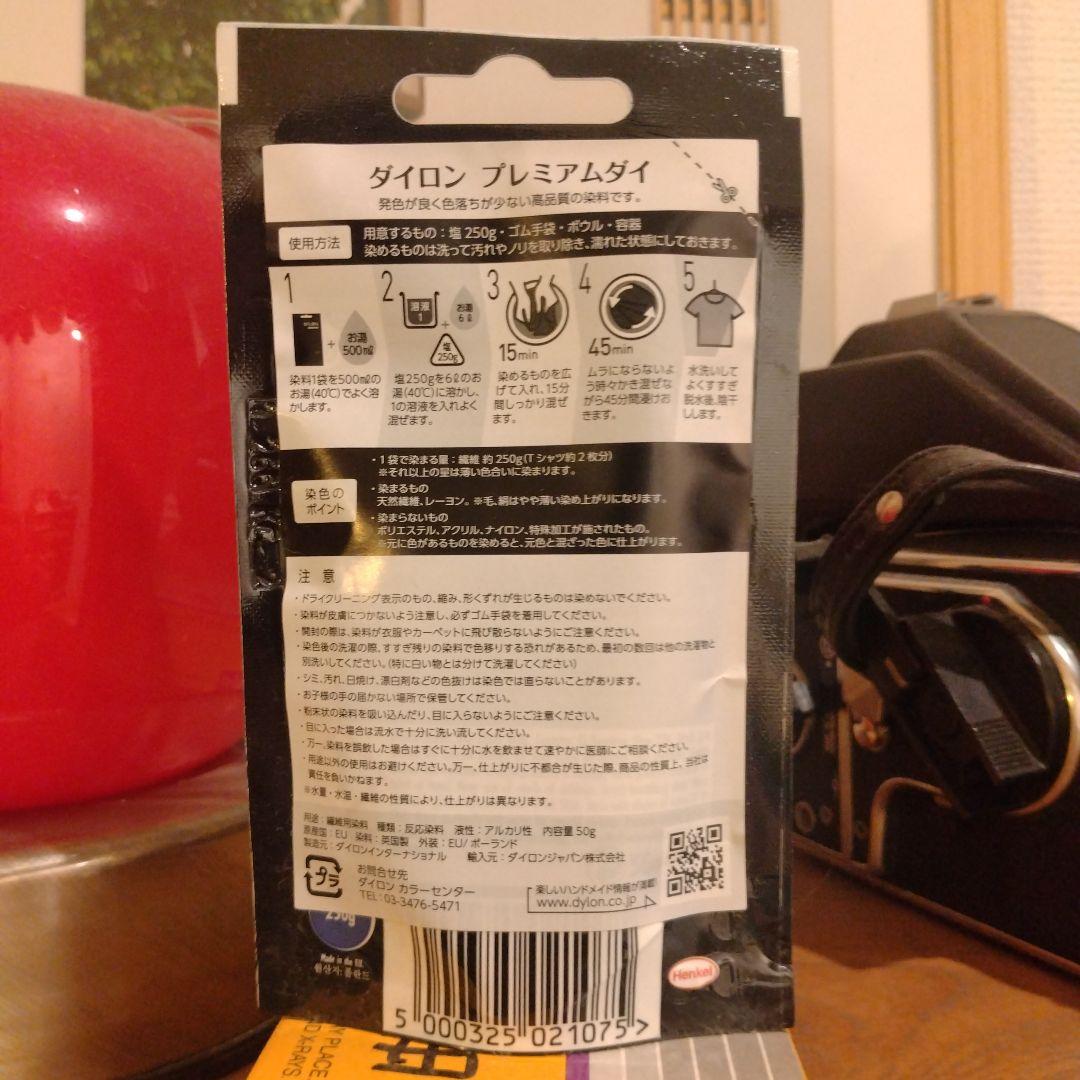 ダイロン プレミアムダイ
発色が良く色落ちが少ない高品質の染料です。
使用方法
用意するもの：塩 250g・ゴム手袋・ボウル・容器
染めるものは洗って汚れやノリを取り除き、濡れた状態にしておきます。
1
+
お湯
500㎖
染料1袋を500㎖の
お湯(40℃)でよく溶
かします。
2
溶液
1
+
お湯
6ℓ
塩
250g
塩250gを6ℓのお
湯(40℃)に溶かし、
1の溶液を入れよく
混ぜます。
3
15min
染めるものを広
げて入れ、15分
間しっかり混ぜ
ます。
4
45min
ムラにならないよ
う時々かき混ぜな
がら45分間浸けお
きます。
5
水洗いして
よくすすぎ
脱水後、陰干
しします。
染色の
ポイント
・1袋で染まる量：繊維 約250g(Tシャツ約2枚分)
※それ以上の量は薄い色合いに染まります。
・染まるもの
天然繊維、レーヨン。※毛、絹はやや薄い染め上がりになります。
・染まらないもの
ポリエステル、アクリル、ナイロン、特殊加工が施されたもの。
※元に色があるものを染めると、元色と混ざった色に仕上がります。
注 意
・ドライクリーニング表示のもの、縮み、形くずれが生じるものは染めないでください。
・染料が皮膚につかないよう注意し、必ずゴム手袋を着用してください。
・開封の際は、染料が衣服やカーペットに飛び散らないようにご注意ください。
・染色後の洗濯の際、すすぎ残りの染料で色移りする恐れがあるため、最初の数回は他の洗濯物と
別洗いしてください。(特に白い物とは分けて洗濯してください)
・シミ、汚れ、日焼け、漂白剤などの色抜けは染色では直らないことがあります。
・お子様の手の届かない場所で保管してください。
・粉末状の染料を吸い込んだり、目に入らないようにご注意ください。
・目に入った場合は流水で十分に洗い流してください。
・万一、染料を誤飲した場合はすぐに十分に水を飲ませて速やかに医師にご相談ください。
・用途以外の使用はお避けください。万一、仕上がりに不都合が生じた際、商品の性質上、当社は
責任を負いかねます。
※水量・水温・繊維の性質により、仕上がりは異なります。
用途：繊維用染料 種類：反応染料 液性：アルカリ性 内容量 50g
原産国：EU 染料：英国製 外装：EU/ポーランド
製造元：ダイロンインターナショナル 輸入元：ダイロンジャパン株式会社
プラ
お問合せ先
ダイロン カラーセンター
TEL:03-3476-5471
楽しいハンドメイド情報が満載!
www.dylon.co.jp
250g
Made in the EU.
원산지: 폴란드
Henkel
5 000325 021075 >
Y PLACE
D X-RAYS.